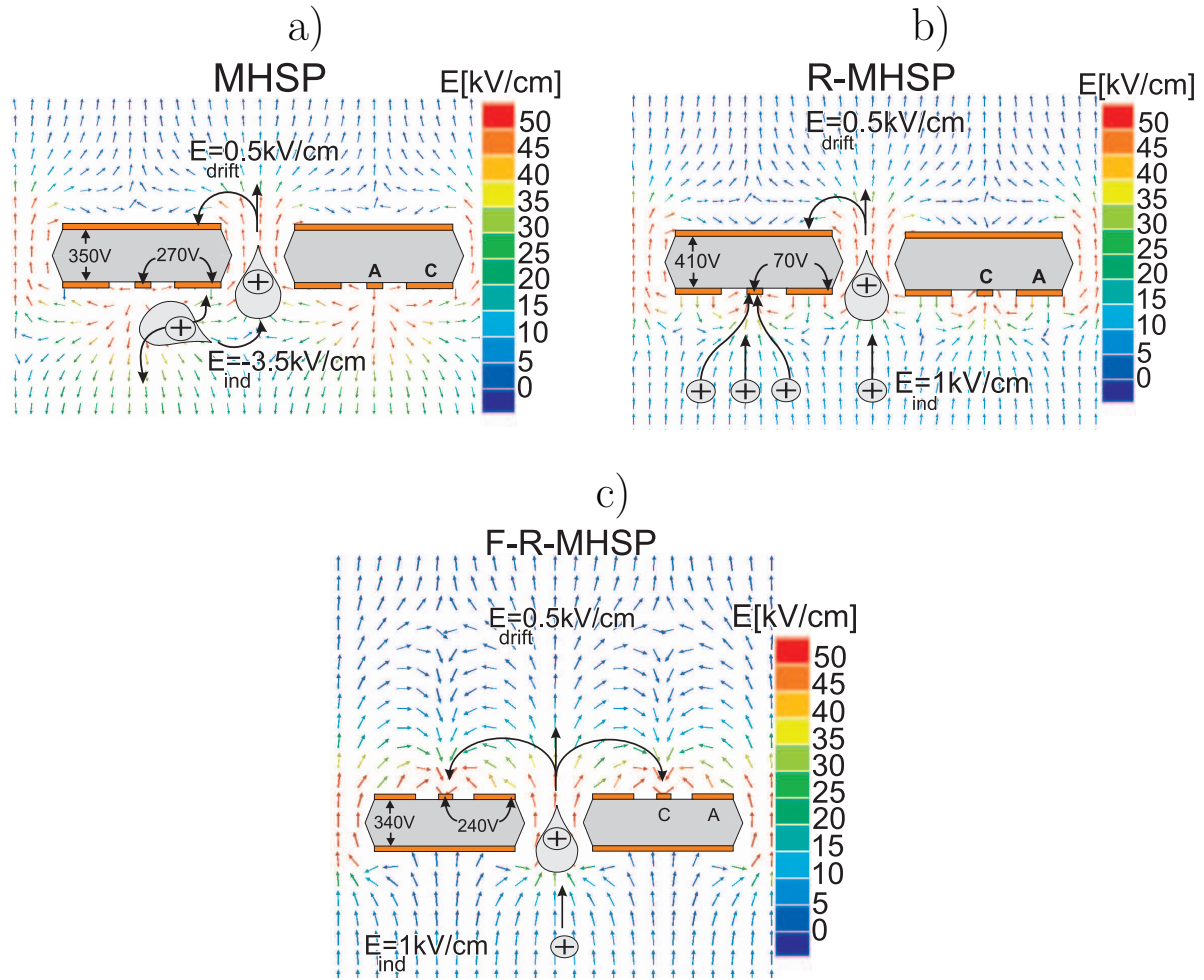 a)
MHSP
E[kV/cm]
50
45
40
35
30
25
20
15
10
5
0
E=0.5kV/cm
drift
350V
270V
A
C
+
+
E=-3.5kV/cm
ind
b)
R-MHSP
E[kV/cm]
50
45
40
35
30
25
20
15
10
5
0
E=0.5kV/cm
drift
410V
70V
C
A
+
+
+
+
+
E=1kV/cm
ind
c)
F-R-MHSP
E[kV/cm]
50
45
40
35
30
25
20
15
10
5
0
E=0.5kV/cm
drift
340V
240V
C
A
+
+
E=1kV/cm
ind